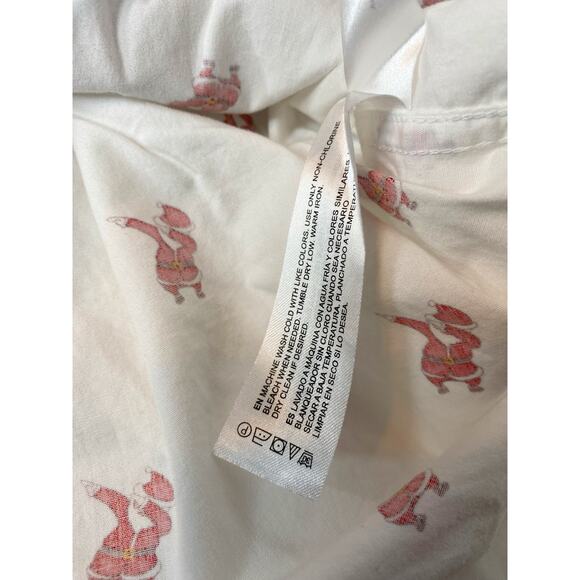 EN MACHINE WASH COLD WITH LIKE COLORS. USE ONLY NON-CHLORINE
BLEACH WHEN NEEDED. TUMBLE DRY LOW. WARM IRON.
DRY CLEAN IF DESIRED.
ES LAVADO A MÁQUINA CON AGUA FRÍA Y COLORES SIMILARES.
BLANQUEADOR SIN CLORO CUANDO SEA NECESARIO
SECAR A BAJA TEMPERATURA. PLANCHADO A TEMPERAT
LIMPIAR EN SECO SI LO DESEA.
P